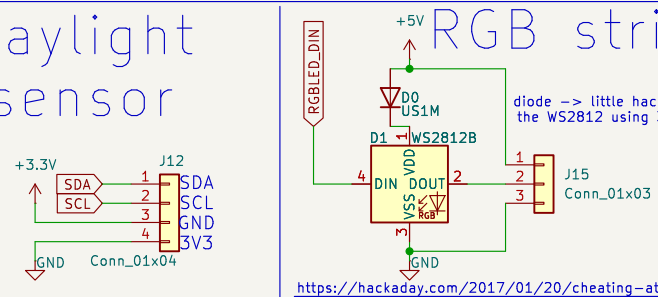 aylight
sensor
+3.3V
J12
SDA
SCL
1
2
3
4
SDA
SCL
GND
3V3
GND
Conn_01x04
RGB stri
+5V
RGBLED_DIN
D0
US1M
diode -> little hac
the WS2812 using
D1
WS2812B
1
VDD
4
DIN
DOUT
2
VSS
RGB
3
GND
1
2
3
J15
Conn_01x03
https://hackaday.com/2017/01/20/cheating-at